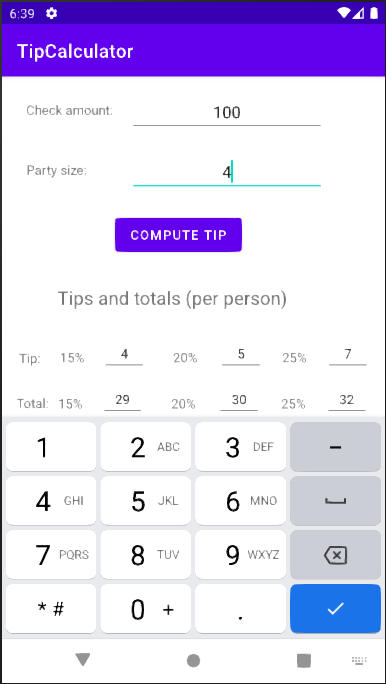 6:39
TipCalculator
Check amount: 100
Party size: 4
COMPUTE TIP
Tips and totals (per person)
Tip: 15% 4 20% 5 25% 7
Total: 15% 29 20% 30 25% 32
1 2 ABC 3 DEF -
4 GHI 5 JKL 6 MNO
7 PQRS 8 TUV 9 WXYZ
* # 0 + .